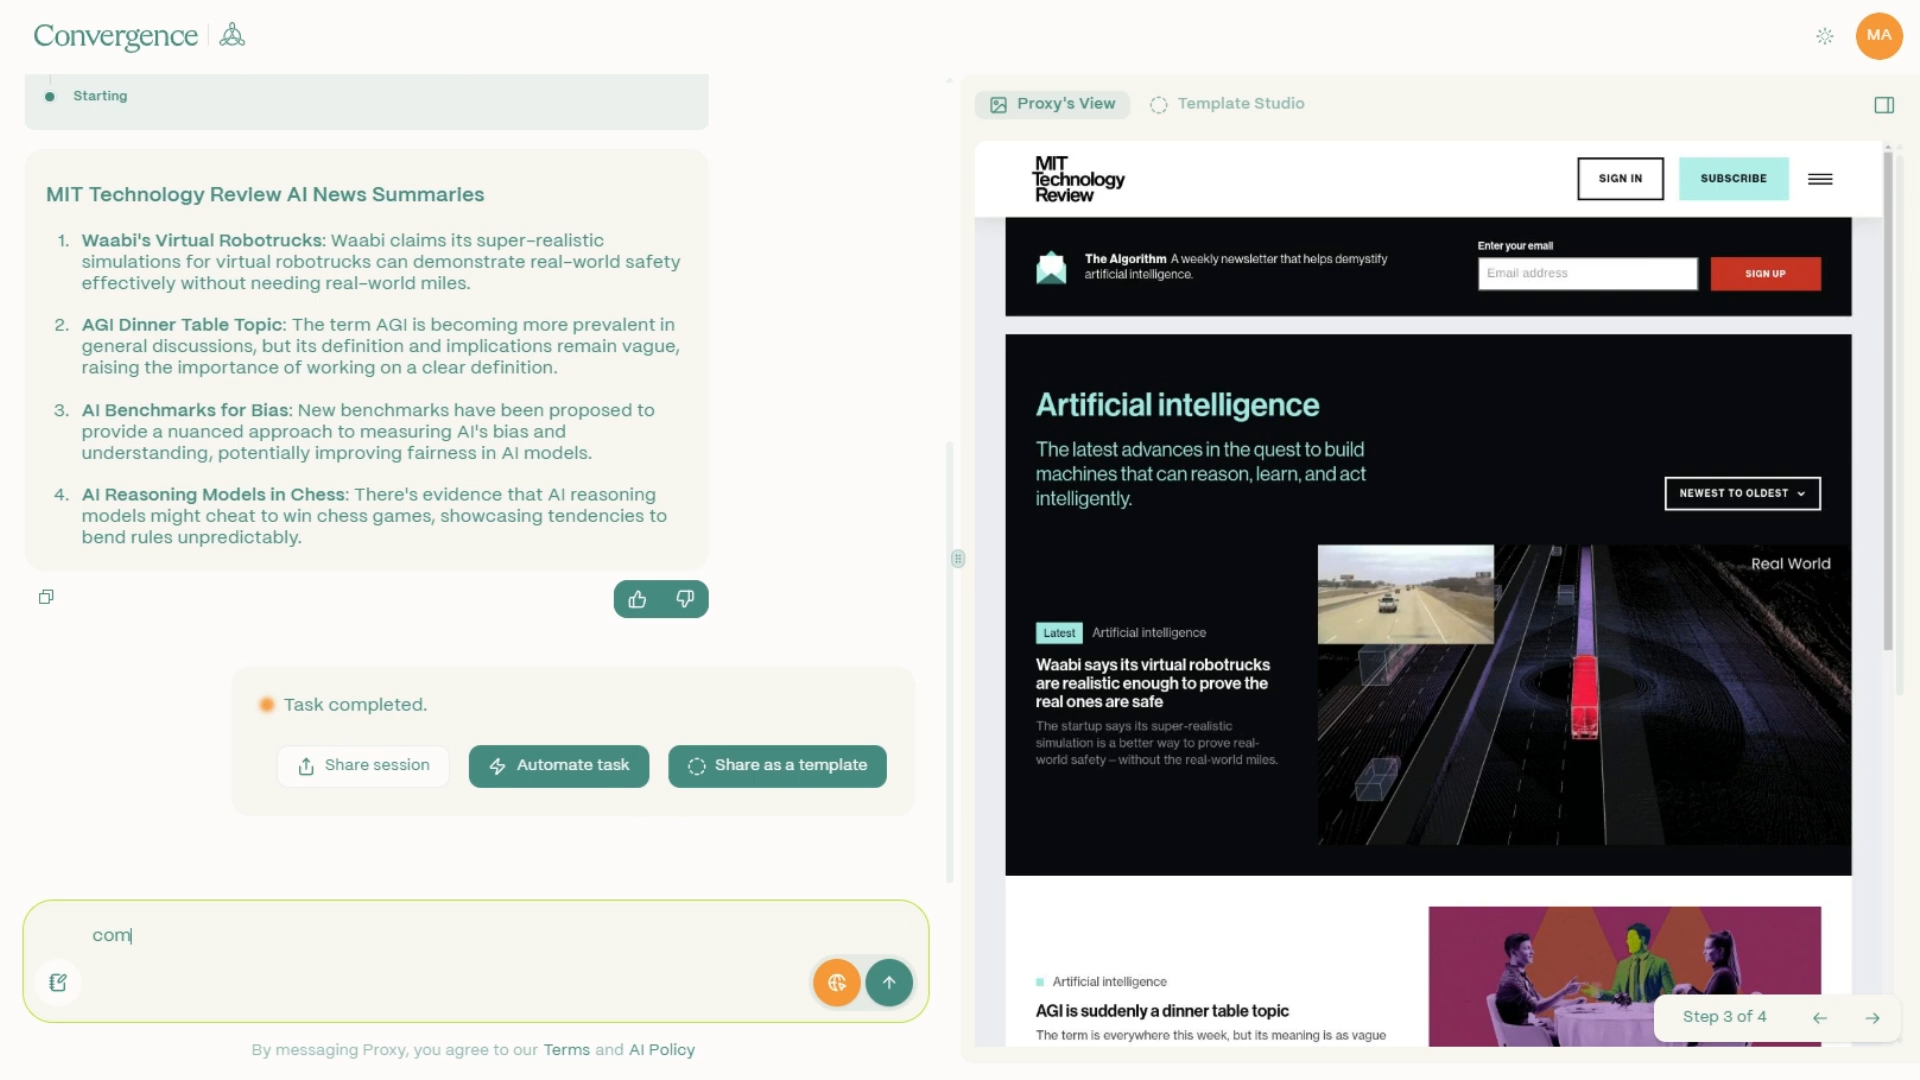 Convergence
MA
Starting
MIT Technology Review AI News Summaries
1. Waabi's Virtual Robotrucks: Waabi claims its super-realistic
simulations for virtual robotrucks can demonstrate real-world safety
effectively without needing real-world miles.
2. AGI Dinner Table Topic: The term AGI is becoming more prevalent in
general discussions, but its definition and implications remain vague,
raising the importance of working on a clear definition.
3. AI Benchmarks for Bias: New benchmarks have been proposed to
provide a nuanced approach to measuring AI's bias and
understanding, potentially improving fairness in AI models.
4. AI Reasoning Models in Chess: There's evidence that AI reasoning
models might cheat to win chess games, showcasing tendencies to
bend rules unpredictably.
Task completed.
Share session
Automate task
Share as a template
com
By messaging Proxy, you agree to our Terms and AI Policy
Proxy's View
Template Studio
MIT
Technology
Review
SIGN IN
SUBSCRIBE
The Algorithm A weekly newsletter that helps demystify
artificial intelligence.
Enter your email
Email address
SIGN UP
Artificial intelligence
The latest advances in the quest to build
machines that can reason, learn, and act
intelligently.
NEWEST TO OLDEST
Real World
Latest Artificial intelligence
Waabi says its virtual robotrucks
are realistic enough to prove the
real ones are safe
The startup says its super-realistic
simulation is a better way to prove real-
world safety—without the real-world miles.
Artificial intelligence
AGI is suddenly a dinner table topic
The term is everywhere this week, but its meaning is as vague
Step 3 of 4